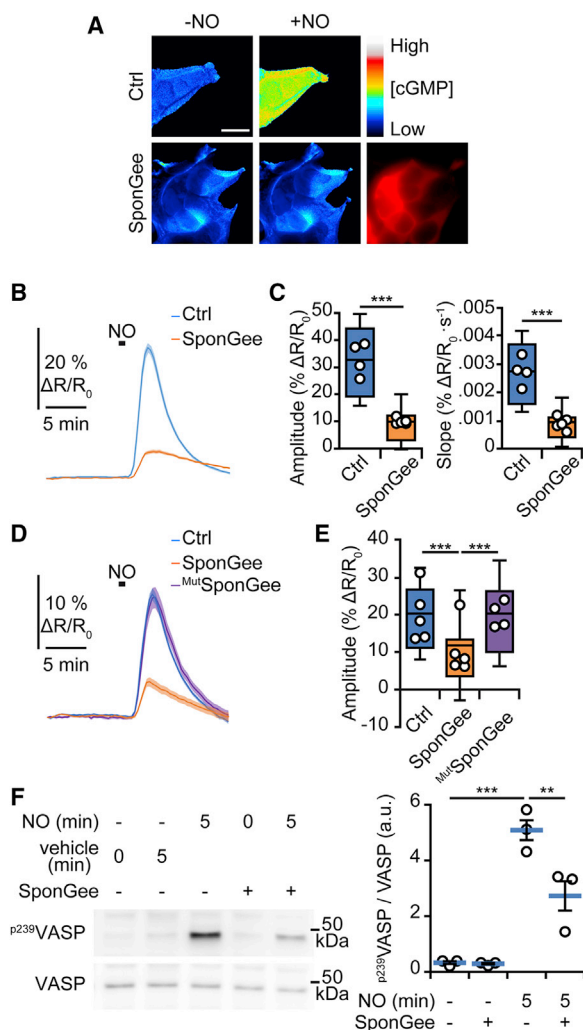 A
-NO +NO
Ctrl
High
[cGMP]
Low
SponGee
B
NO
Ctrl
SponGee
20 %
ΔR/R0
5 min
C
***
Amplitude (% ΔR/R0)
50
40
30
20
10
0
Ctrl
SponGee
***
Slope (% ΔR/R0 ·s-1)
.005
.004
.003
.002
.001
0
Ctrl
SponGee
D
NO
Ctrl
SponGee
MutSponGee
10 %
ΔR/R0
5 min
E
*** ***
Amplitude (% ΔR/R0)
40
30
20
10
0
-10
Ctrl
SponGee
MutSponGee
F
NO (min) - - 5 0 5
vehicle (min) 0 5 - - -
SponGee - - - + +
p239VASP
50
kDa
VASP
50
kDa
*** **
p239VASP / VASP (a.u.)
6
4
2
0
NO (min) - - 5 5
SponGee - + - +